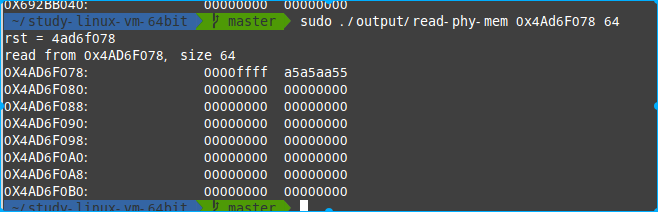 0X692BB040: 00000000 00000000
~/study-linux-vm-64bit master sudo ./output/read-phy-mem 0x4Ad6F078 64
rst = 4ad6f078
read from 0x4AD6F078, size 64
0X4AD6F078: 0000ffff a5a5aa55
0X4AD6F080: 00000000 00000000
0X4AD6F088: 00000000 00000000
0X4AD6F090: 00000000 00000000
0X4AD6F098: 00000000 00000000
0X4AD6F0A0: 00000000 00000000
0X4AD6F0A8: 00000000 00000000
0X4AD6F0B0: 00000000 00000000
~/study-linux-vm-64bit master